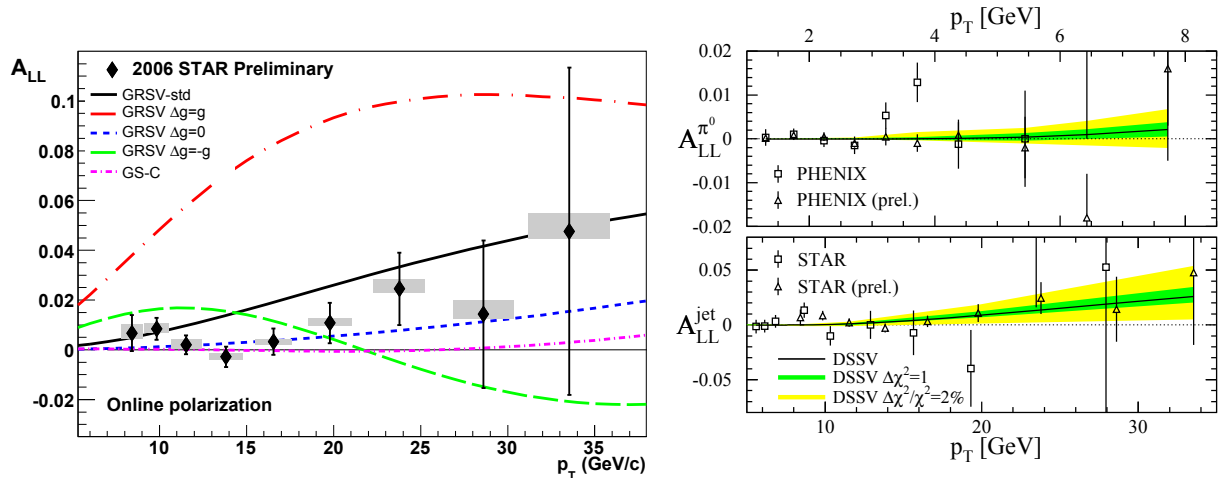 A_LL
2006 STAR Preliminary
GRSV-std
GRSV Δg=g
GRSV Δg=0
GRSV Δg=-g
GS-C
0.1
0.08
0.06
0.04
0.02
0
-0.02
Online polarization
10 15 20 25 30 35
p_T (GeV/c)
p_T [GeV]
2 4 6 8
0.02
0.01
0
-0.01
-0.02
A_LL^π^0
PHENIX
PHENIX (prel.)
0.05
0
-0.05
A_LL^jet
STAR
STAR (prel.)
DSSV
DSSV Δχ²=1
DSSV Δχ²/χ²=2%
10 20 30
p_T [GeV]